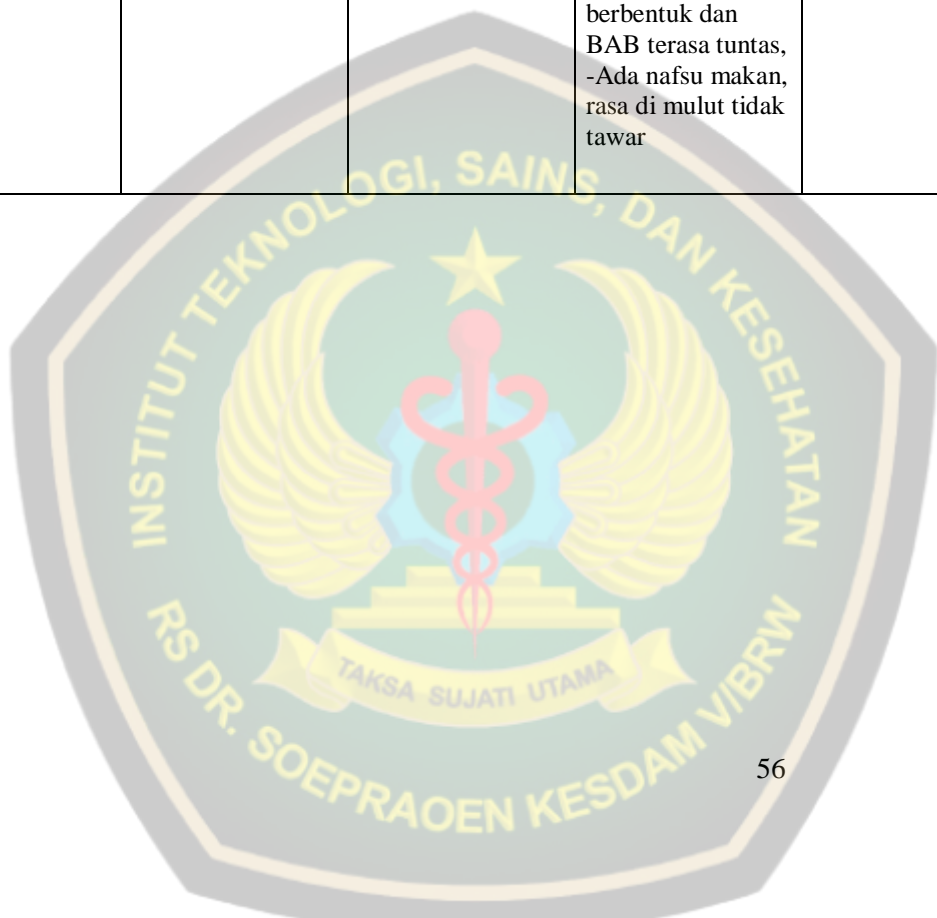 berbentuk dan
BAB terasa tuntas,
-Ada nafsu makan,
rasa di mulut tidak
tawar
INSTITUT TEKNOLOGI, SAINS, DAN KESEHATAN
TAKSA SUJATI UTAMA
RS DR. SOEPRAOEN KESDAM V/BRW
56